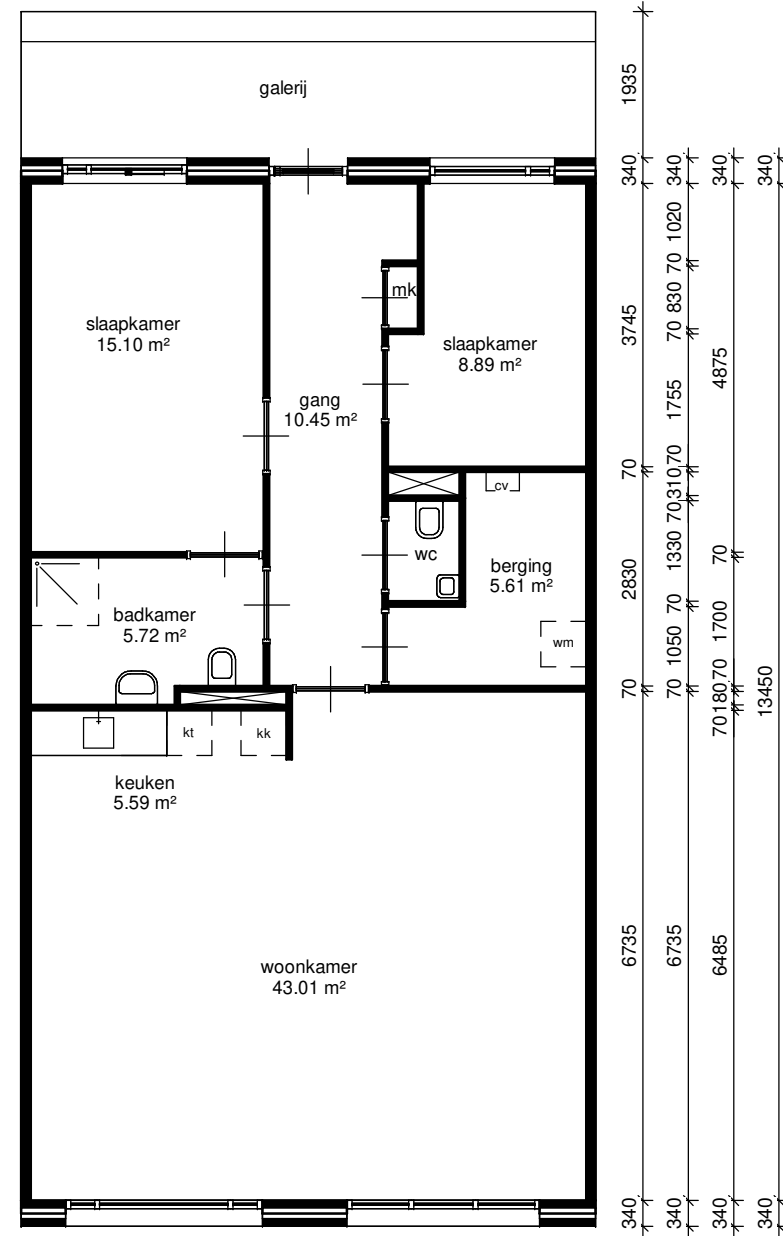 galerij
slaapkamer
15.10 m²
mk
slaapkamer
8.89 m²
gang
10.45 m²
cv
wc
berging
5.61 m²
badkamer
5.72 m²
wm
kt
kk
keuken
5.59 m²
woonkamer
43.01 m²
1935
340
3745
70
2830
70
6735
340
340
1020
70
830
70
1755
70
310
70
1330
70
1050
70
6735
340
340
4875
70
1700
70
180
70
6485
340
340
13450
340